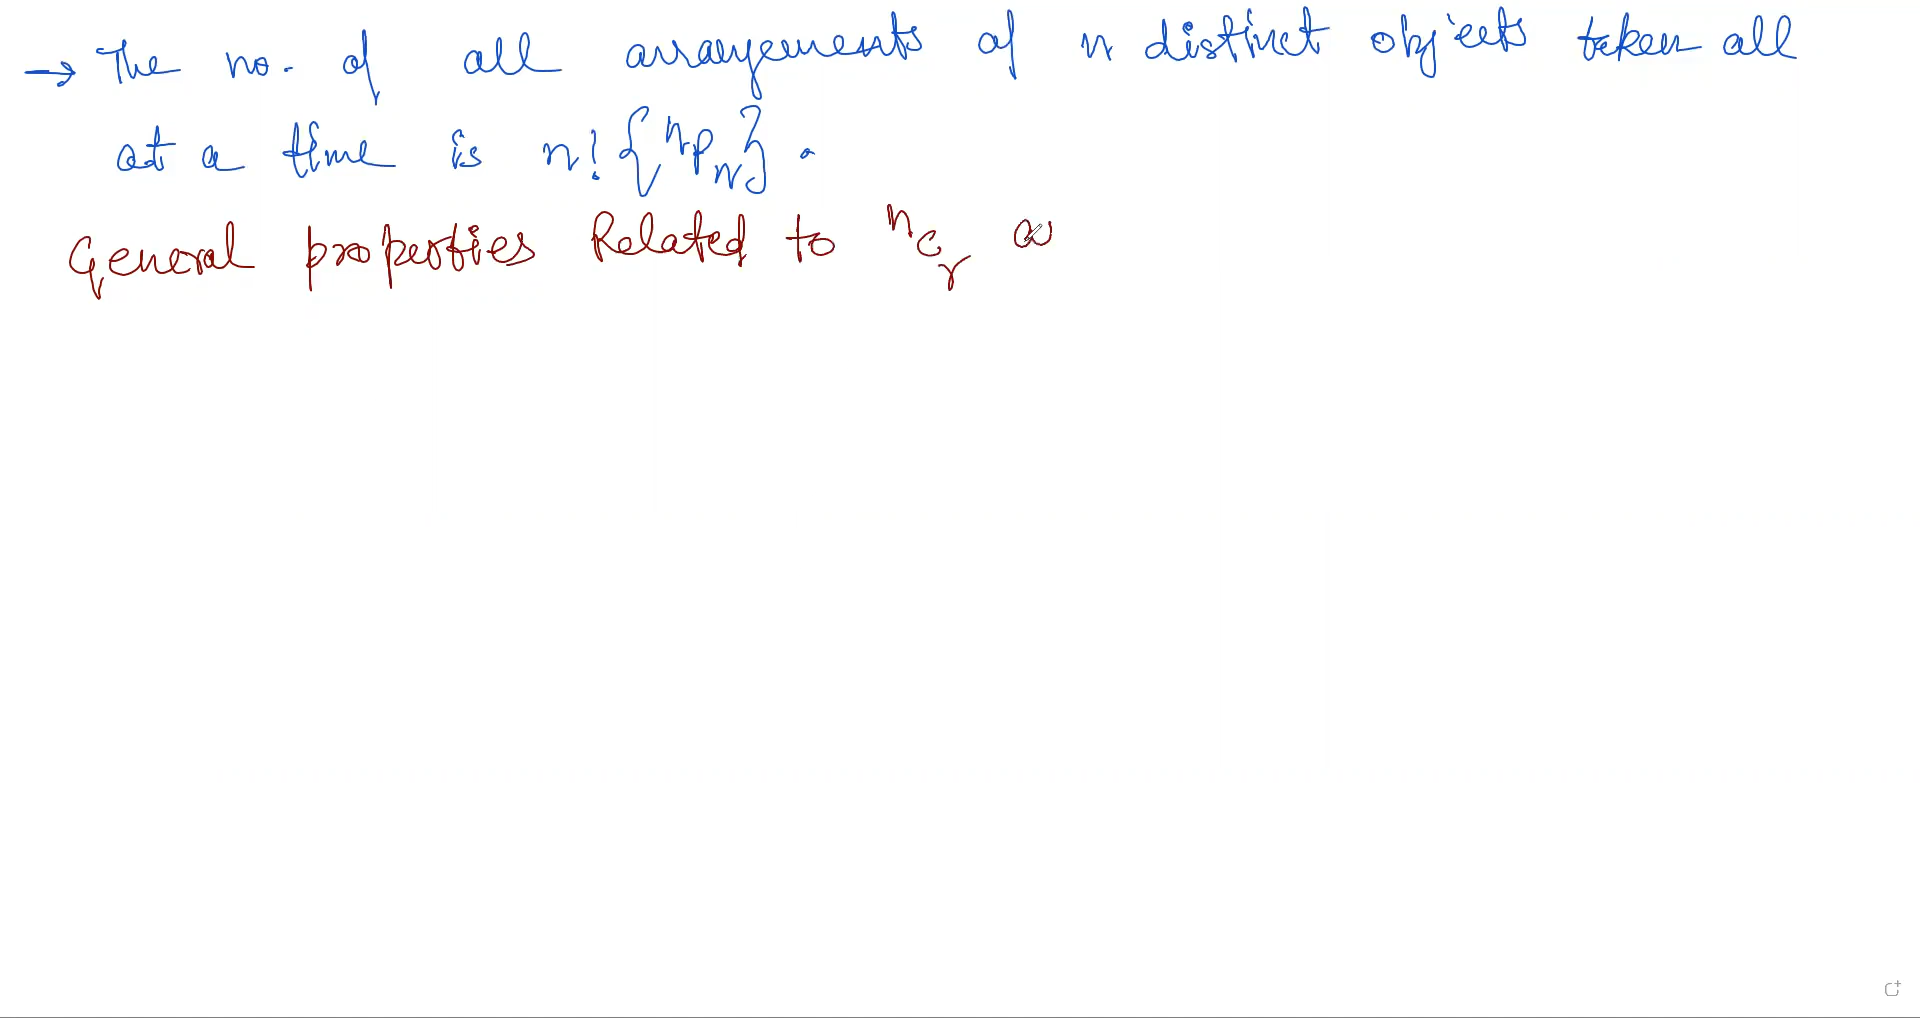 → The no. of all arrangements of n distinct objects taken all
at a time is n! {ⁿPₙ}.
General properties Related to ⁿCᵣ